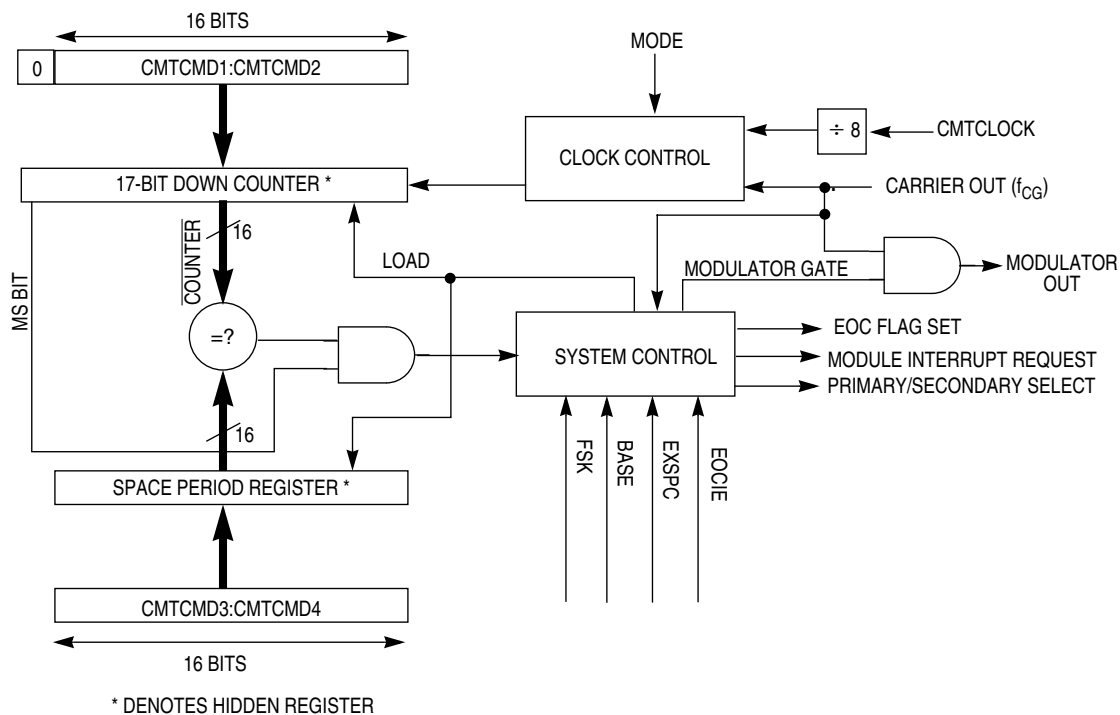 16 BITS
0
CMTCMD1:CMTCMD2
MODE
÷ 8
CMTCLOCK
CLOCK CONTROL
17-BIT DOWN COUNTER *
CARRIER OUT (fCG)
MS BIT
COUNTER
16
LOAD
MODULATOR GATE
MODULATOR
OUT
=?
SYSTEM CONTROL
EOC FLAG SET
MODULE INTERRUPT REQUEST
PRIMARY/SECONDARY SELECT
16
FSK
BASE
EXSPC
EOCIE
SPACE PERIOD REGISTER *
CMTCMD3:CMTCMD4
16 BITS
* DENOTES HIDDEN REGISTER